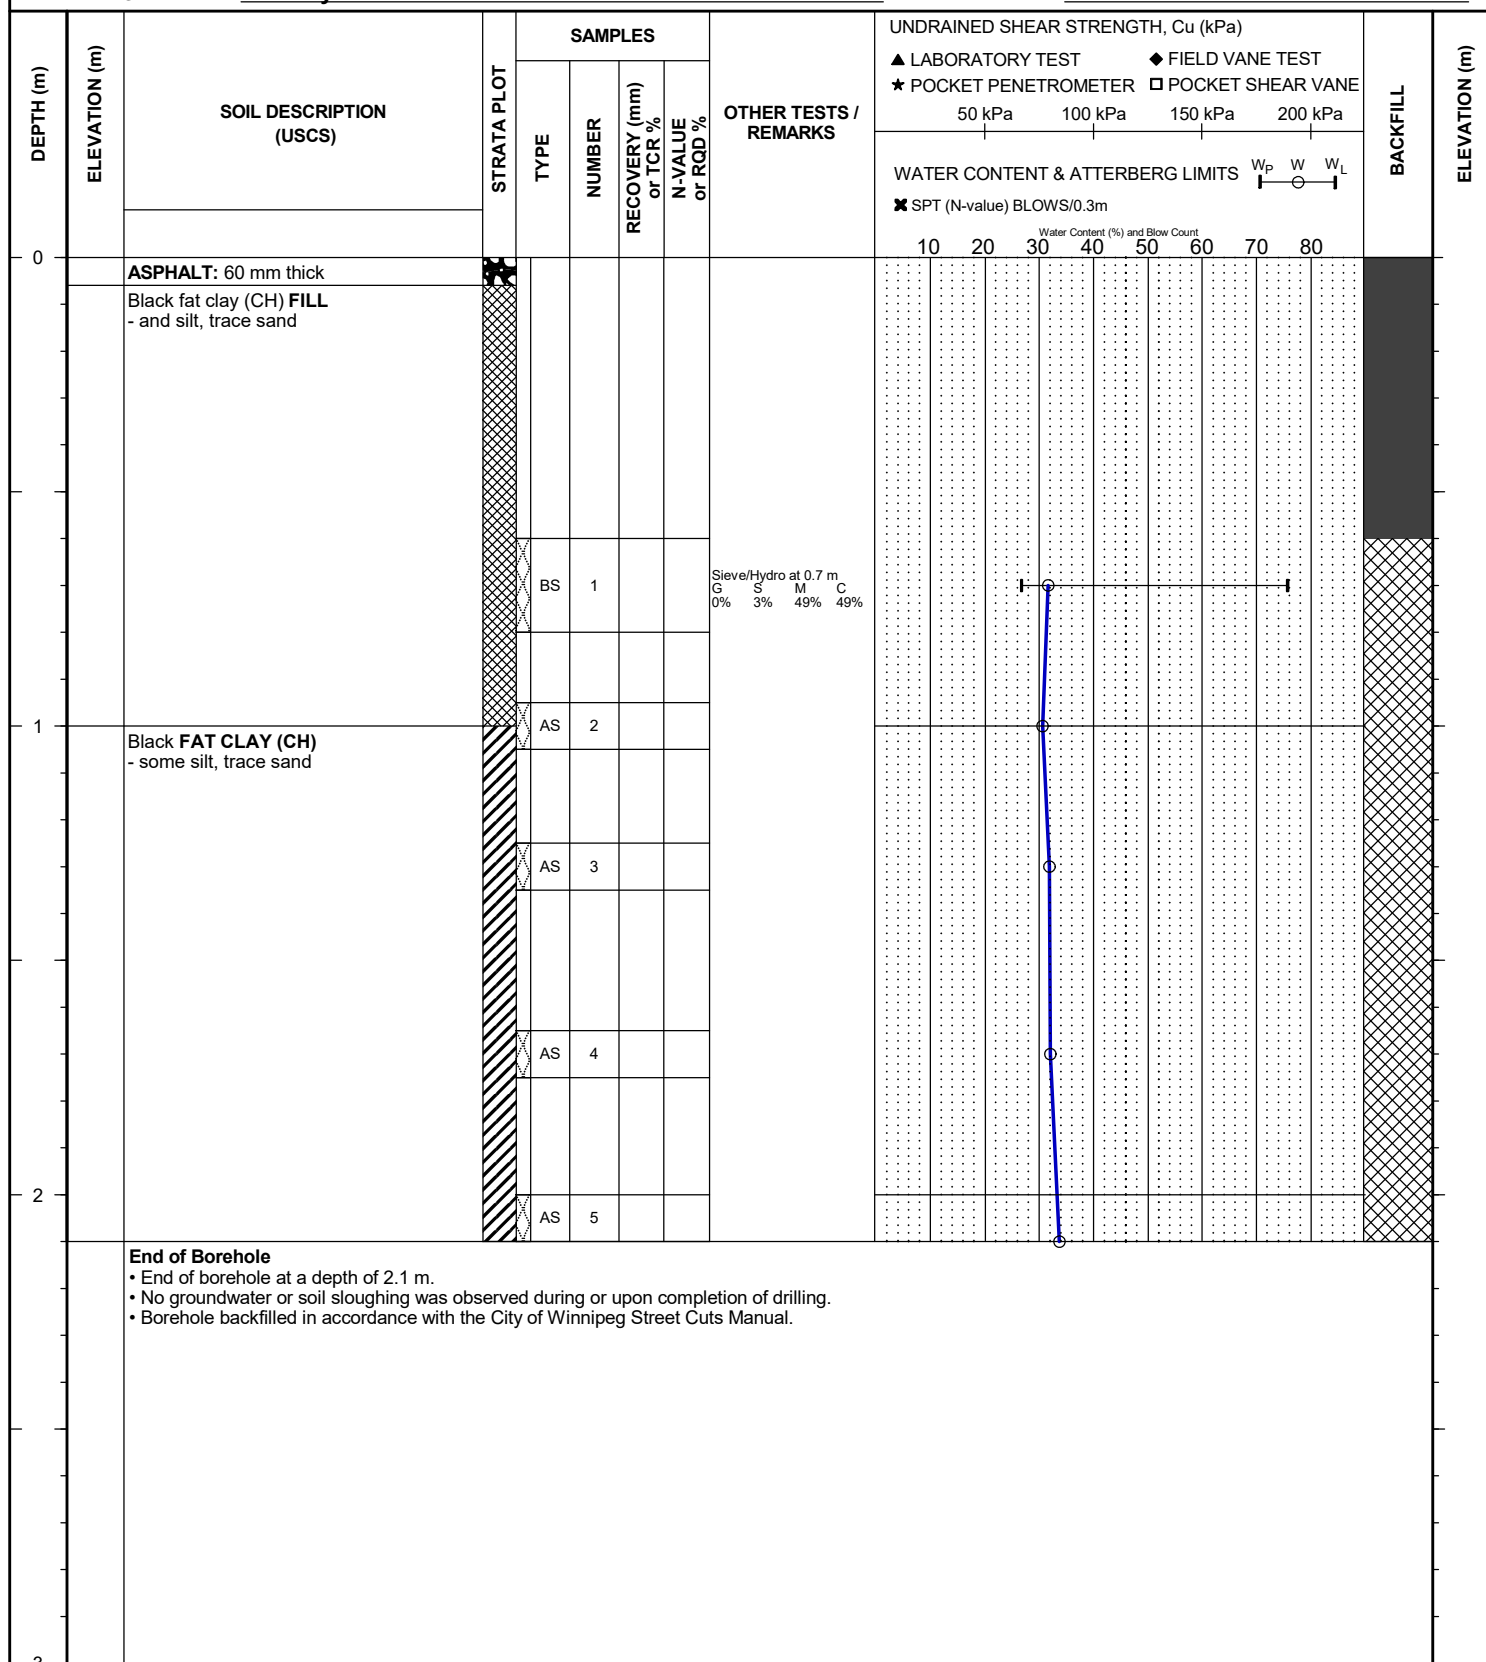 DEPTH (m)
ELEVATION (m)
SOIL DESCRIPTION
(USCS)
STRATA PLOT
SAMPLES
TYPE
NUMBER
RECOVERY (mm)
or TCR %
N-VALUE
or RQD %
OTHER TESTS /
REMARKS
UNDRAINED SHEAR STRENGTH, Cu (kPa)
▲ LABORATORY TEST ◆ FIELD VANE TEST
★ POCKET PENETROMETER □ POCKET SHEAR VANE
50 kPa 100 kPa 150 kPa 200 kPa
WATER CONTENT & ATTERBERG LIMITS WP W WL
✖ SPT (N-value) BLOWS/0.3m
Water Content (%) and Blow Count
10 20 30 40 50 60 70 80
BACKFILL
ELEVATION (m)
0
ASPHALT: 60 mm thick
Black fat clay (CH) FILL
- and silt, trace sand
BS 1
Sieve/Hydro at 0.7 m
G S M C
0% 3% 49% 49%
1
AS 2
Black FAT CLAY (CH)
- some silt, trace sand
AS 3
AS 4
2
AS 5
End of Borehole
• End of borehole at a depth of 2.1 m.
• No groundwater or soil sloughing was observed during or upon completion of drilling.
• Borehole backfilled in accordance with the City of Winnipeg Street Cuts Manual.